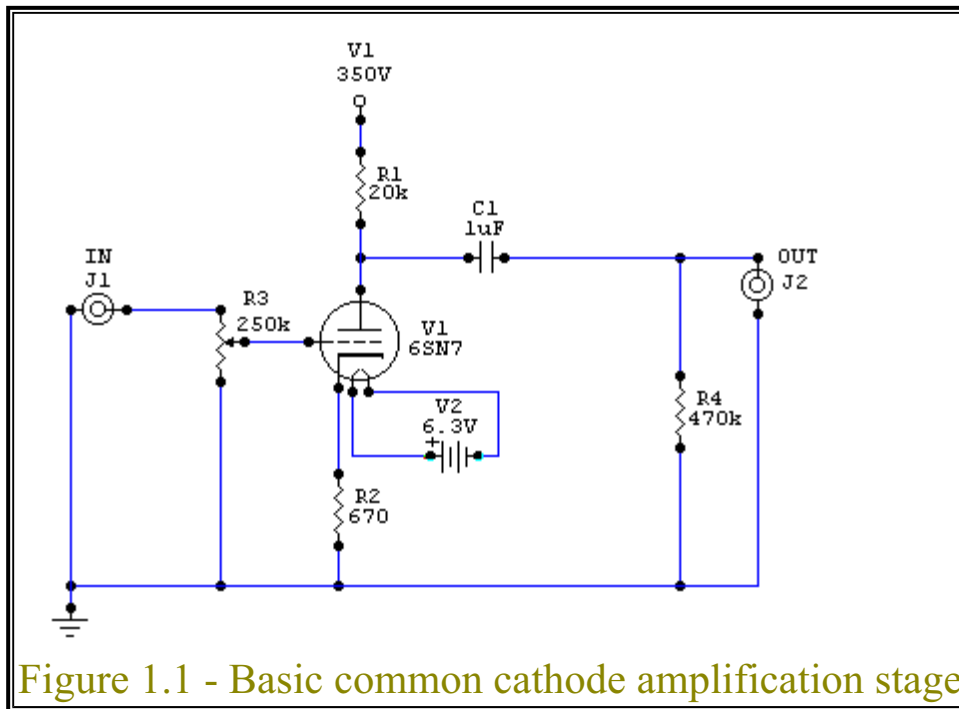 V1
350V
R1
20k
C1
1uF
IN
J1
OUT
J2
R3
250k
V1
6SN7
V2
6.3V
+
R4
470k
R2
670
Figure 1.1 - Basic common cathode amplification stage